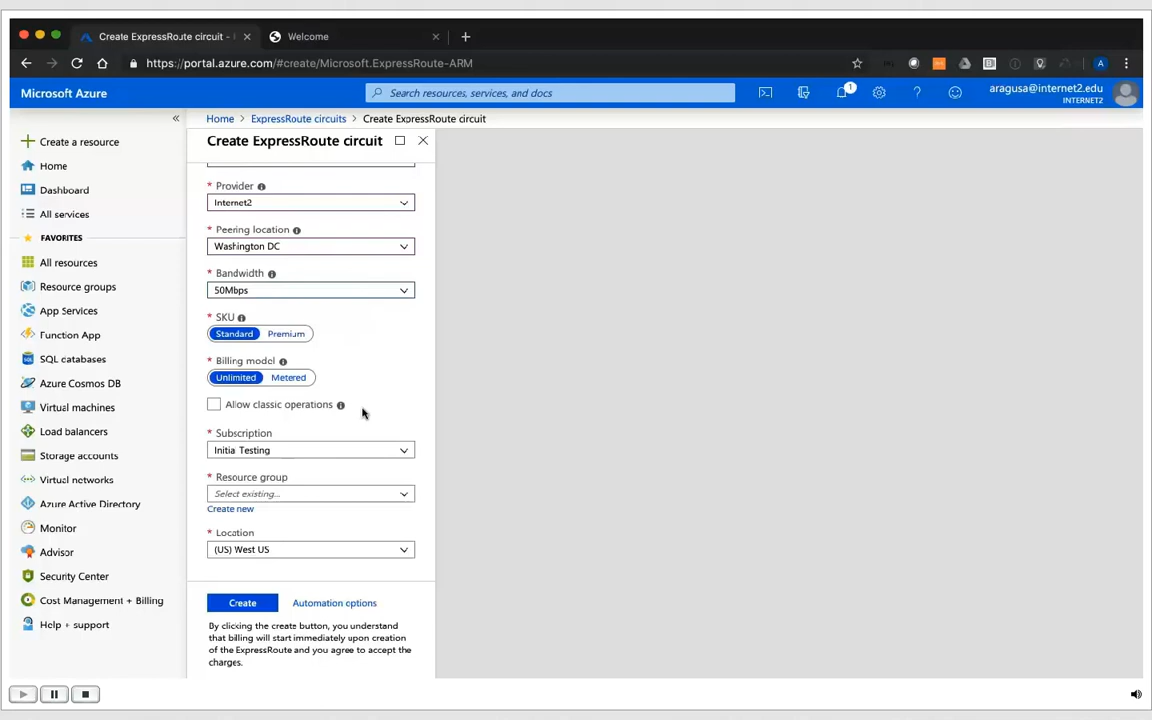 Create ExpressRoute circuit -
Welcome
https://portal.azure.com/#create/Microsoft.ExpressRoute-ARM
A
Microsoft Azure
Search resources, services, and docs
1
aragusa@internet2.edu
INTERNET2
Home > ExpressRoute circuits > Create ExpressRoute circuit
Create ExpressRoute circuit
Create a resource
Home
Dashboard
All services
FAVORITES
All resources
Resource groups
App Services
Function App
SQL databases
Azure Cosmos DB
Virtual machines
Load balancers
Storage accounts
Virtual networks
Azure Active Directory
Monitor
Advisor
Security Center
Cost Management + Billing
Help + support
* Provider
Internet2
* Peering location
Washington DC
* Bandwidth
50Mbps
* SKU
Standard Premium
* Billing model
Unlimited Metered
Allow classic operations
* Subscription
Initia Testing
* Resource group
Select existing...
Create new
* Location
(US) West US
Create Automation options
By clicking the create button, you understand
that billing will start immediately upon creation
of the ExpressRoute and you agree to accept the
charges.